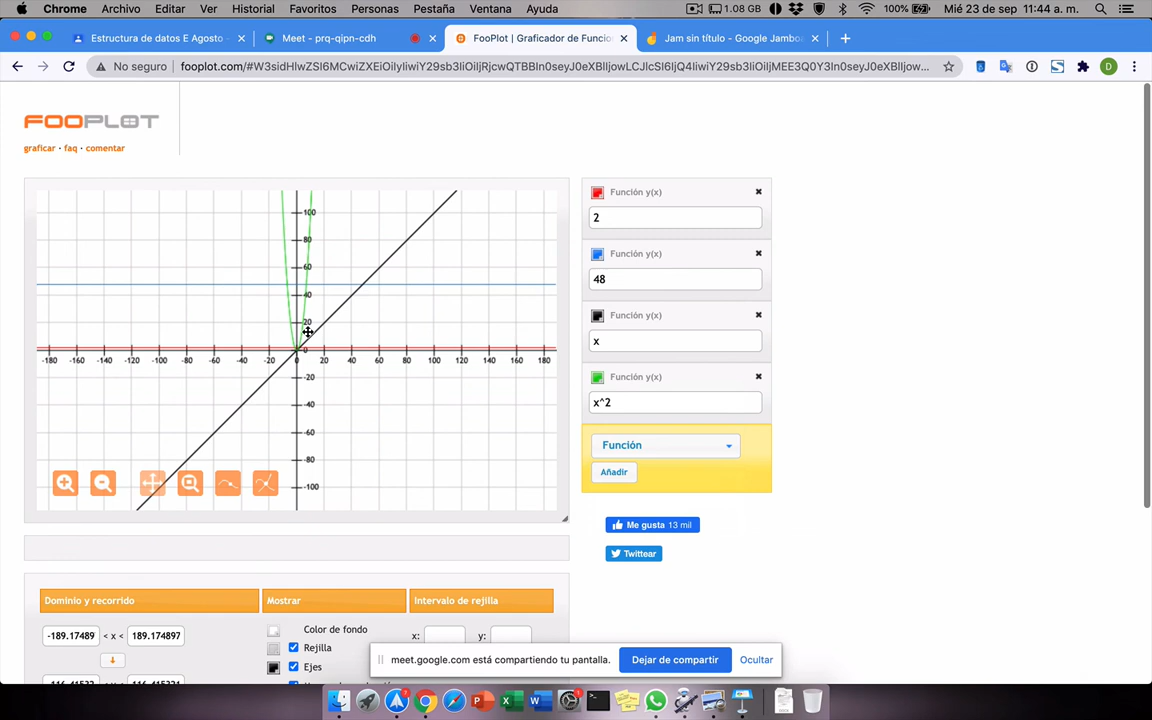 Chrome Archivo Editar Ver Historial Favoritos Personas Pestaña Ventana Ayuda 1.08 GB 100% Mié 23 de sep 11:44 a. m.
Estructura de datos E Agosto - Meet - prq-qipn-cdh FooPlot | Graficador de Funcio Jam sin título - Google Jambo
No seguro fooplot.com/#W3sidHlwZSI6MCwiZXEiOiIyIiwiY29sb3IiOiIjRjcwQTBBIn0seyJ0eXBlIjowLCJlcSI6IjQ4IiwiY29sb3IiOiIjMEE3Q0Y3In0seyJ0eXBlIjow... D
FOOPLOT
graficar · faq · comentar
Función y(x)
2
Función y(x)
48
Función y(x)
x
Función y(x)
x^2
Función
Añadir
100
80
60
40
20
0
-180 -160 -140 -120 -100 -80 -60 -40 -20 0 20 40 60 80 100 120 140 160 180
-20
-40
-60
-80
-100
Me gusta 13 mil
Twittear
Dominio y recorrido Mostrar Intervalo de rejilla
-189.17489 < x < 189.174897
Color de fondo
x: y:
Rejilla
Ejes
meet.google.com está compartiendo tu pantalla. Dejar de compartir Ocultar